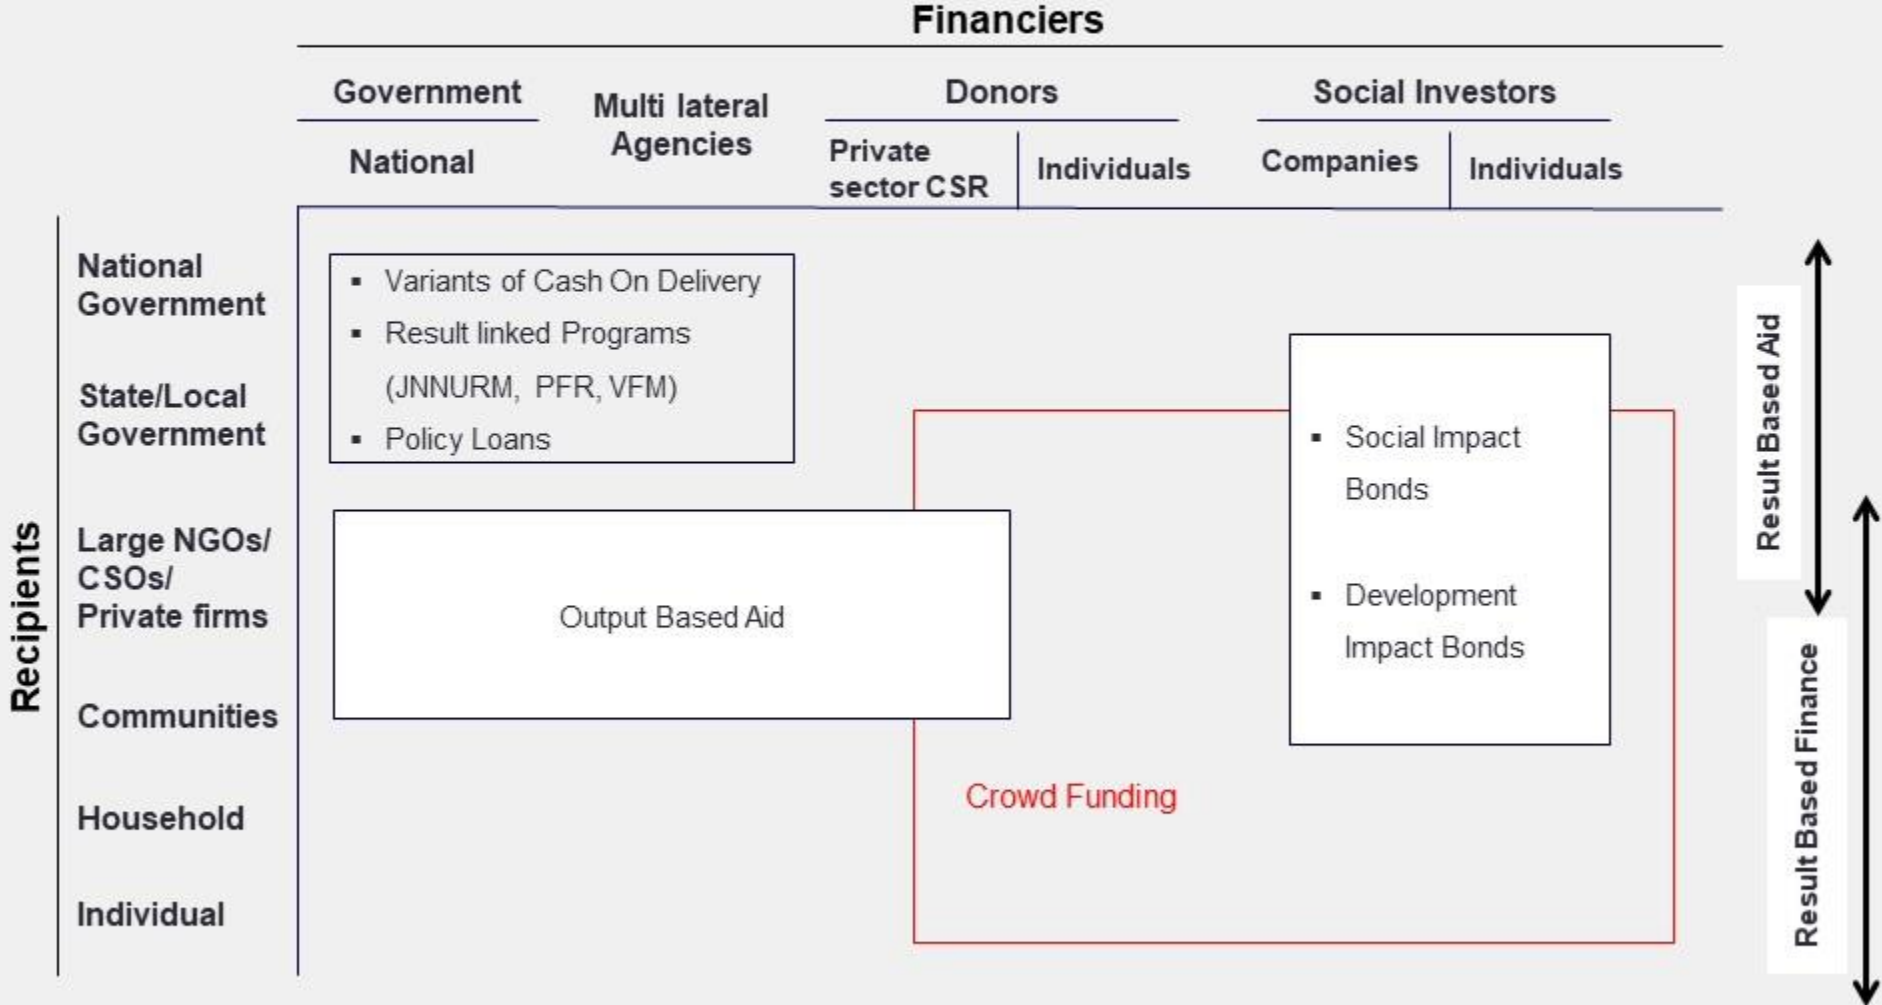 Financiers
Government
Multi lateral
Agencies
Donors
Social Investors
National
Private
sector CSR
Individuals
Companies
Individuals
Recipients
National
Government
State/Local
Government
Large NGOs/
CSOs/
Private firms
Communities
Household
Individual
▪ Variants of Cash On Delivery
▪ Result linked Programs
(JNNURM, PFR, VFM)
▪ Policy Loans
Output Based Aid
▪ Social Impact
Bonds
▪ Development
Impact Bonds
Crowd Funding
Result Based Aid
Result Based Finance